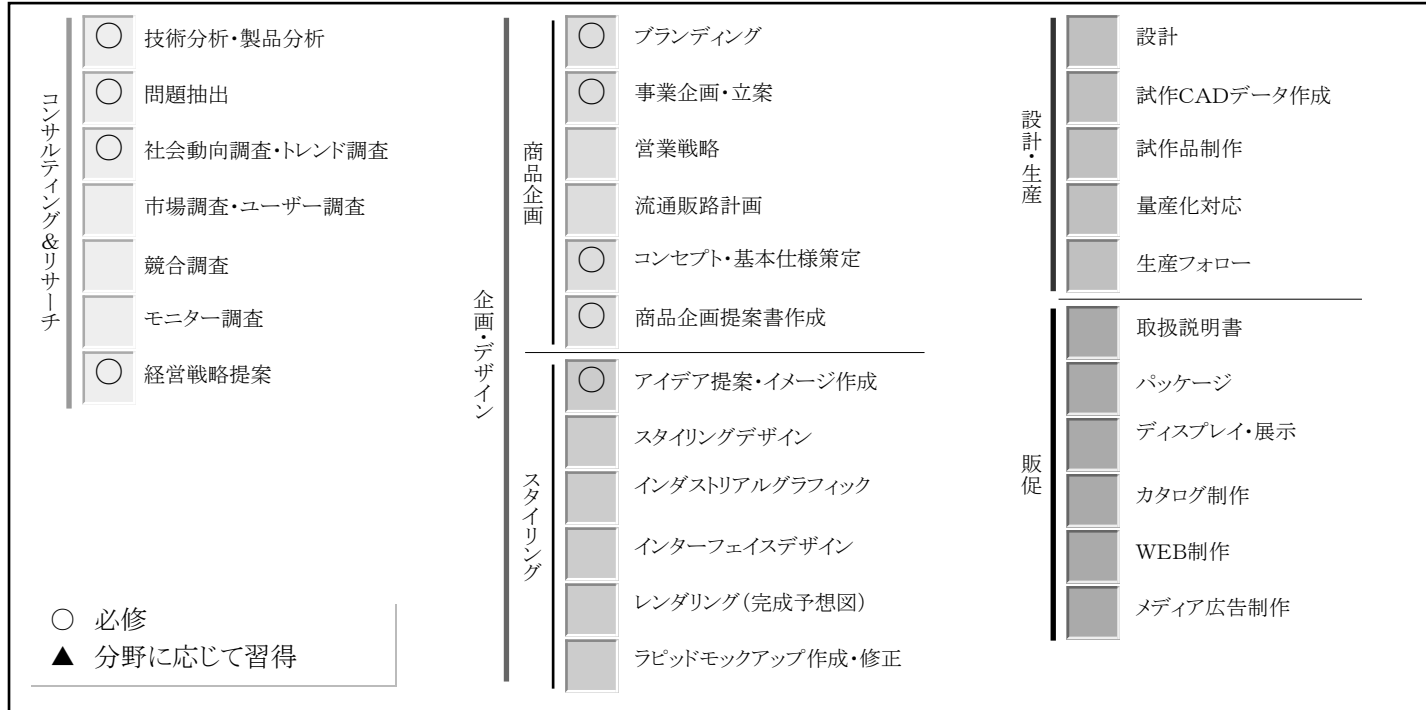 コンサルティング&リサーチ
○ 技術分析・製品分析
○ 問題抽出
○ 社会動向調査・トレンド調査
市場調査・ユーザー調査
競合調査
モニター調査
○ 経営戦略提案
企画・デザイン
商品企画
○ ブランディング
○ 事業企画・立案
営業戦略
流通販路計画
○ コンセプト・基本仕様策定
○ 商品企画提案書作成
スタイリング
○ アイデア提案・イメージ作成
スタイリングデザイン
インダストリアルグラフィック
インターフェイスデザイン
レンダリング(完成予想図)
ラピッドモックアップ作成・修正
設計・生産
設計
試作CADデータ作成
試作品制作
量産化対応
生産フォロー
販促
取扱説明書
パッケージ
ディスプレイ・展示
カタログ制作
WEB制作
メディア広告制作
○ 必修
▲ 分野に応じて習得